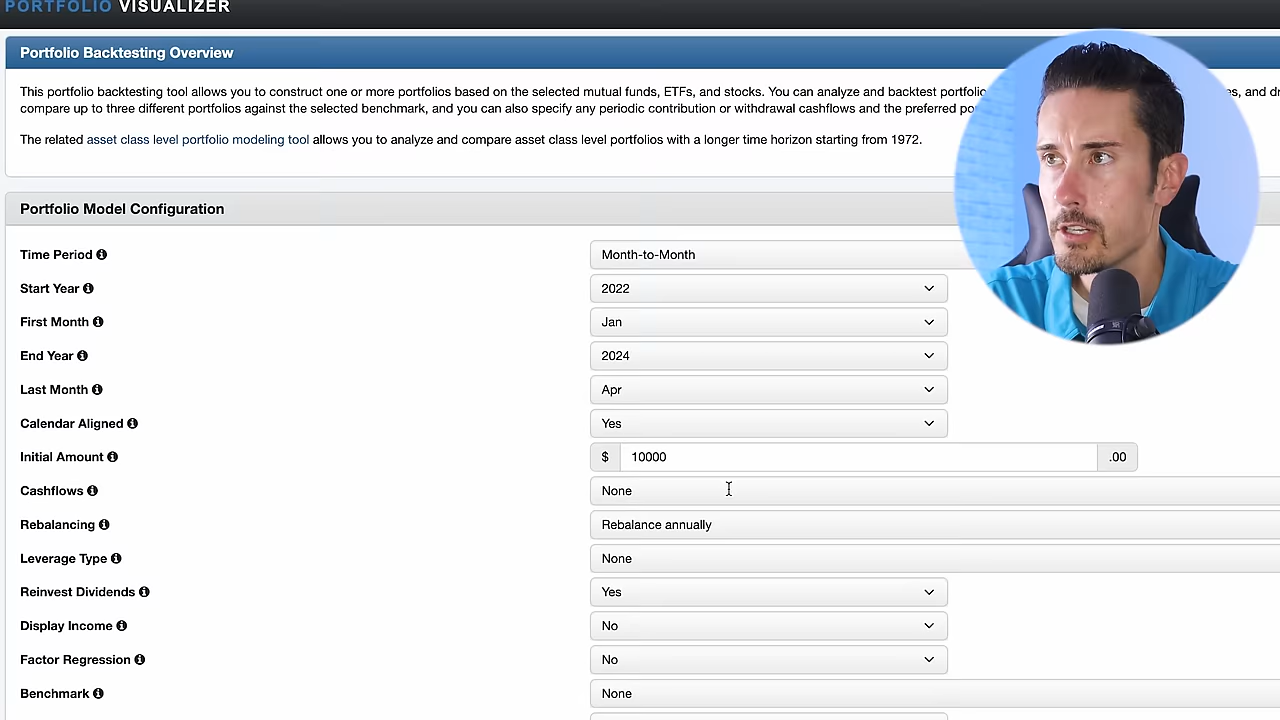 PORTFOLIO VISUALIZER
Portfolio Backtesting Overview
This portfolio backtesting tool allows you to construct one or more portfolios based on the selected mutual funds, ETFs, and stocks. You can analyze and backtest portfo
s, and dr
compare up to three different portfolios against the selected benchmark, and you can also specify any periodic contribution or withdrawal cashflows and the preferred po
The related asset class level portfolio modeling tool allows you to analyze and compare asset class level portfolios with a longer time horizon starting from 1972.
Portfolio Model Configuration
Time Period Month-to-Month
Start Year 2022
First Month Jan
End Year 2024
Last Month Apr
Calendar Aligned Yes
Initial Amount $ 10000 .00
Cashflows None
Rebalancing Rebalance annually
Leverage Type None
Reinvest Dividends Yes
Display Income No
Factor Regression No
Benchmark None